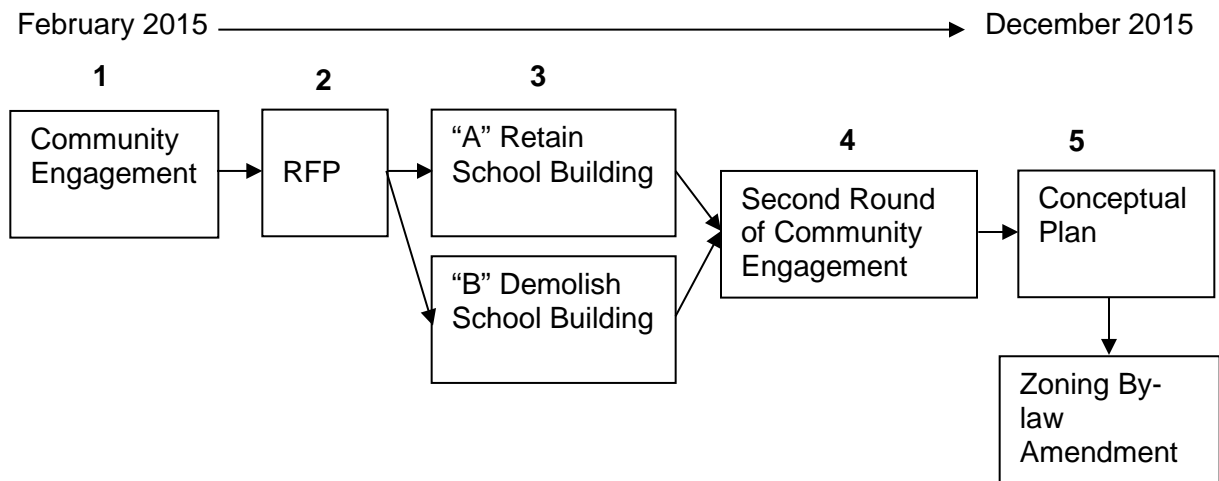 February 2015
December 2015
1
2
3
4
5
Community
Engagement
RFP
“A” Retain
School Building
“B” Demolish
School Building
Second Round
of Community
Engagement
Conceptual
Plan
Zoning By-
law
Amendment